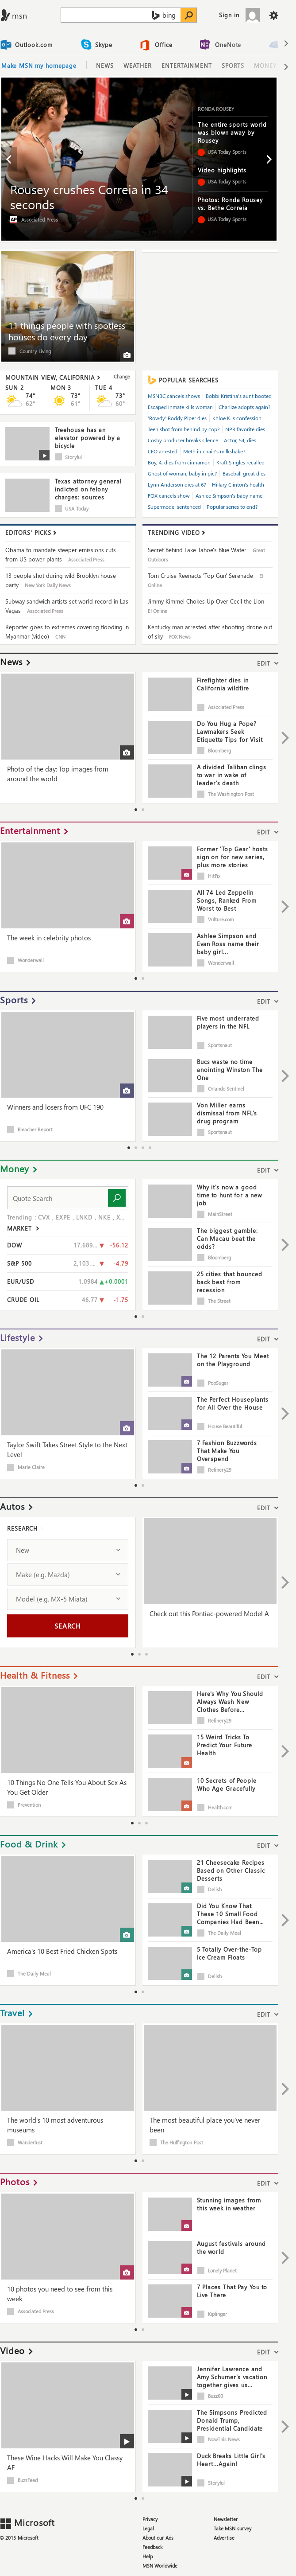 msn
bing
Sign in
Outlook.com
Skype
Office
OneNote
Make MSN my homepage
NEWS
WEATHER
ENTERTAINMENT
SPORTS
MONEY
Rousey crushes Correia in 34
seconds
Associated Press
RONDA ROUSEY
The entire sports world
was blown away by
Rousey
USA Today Sports
Video highlights
USA Today Sports
Photos: Ronda Rousey
vs. Bethe Correia
USA Today Sports
11 things people with spotless
houses do every day
Country Living
MOUNTAIN VIEW, CALIFORNIA
Change
SUN 2
MON 3
TUE 4
74°
73°
73°
62°
61°
60°
Treehouse has an
elevator powered by a
bicycle
Storyful
Texas attorney general
indicted on felony
charges: sources
USA Today
POPULAR SEARCHES
MSNBC cancels shows
Bobbi Kristina's aunt booted
Escaped inmate kills woman
Charlize adopts again?
'Rowdy' Roddy Piper dies
Khloe K.'s confession
Teen shot from behind by cop?
NPR favorite dies
Cosby producer breaks silence
Actor, 54, dies
CEO arrested
Meth in chain's milkshake?
Boy, 4, dies from cinnamon
Kraft Singles recalled
Ghost of woman, baby in pic?
Baseball great dies
Lynn Anderson dies at 67
Hillary Clinton's health
FOX cancels show
Ashlee Simpson's baby name
Supermodel sentenced
Popular series to end?
EDITORS' PICKS
Obama to mandate steeper emissions cuts
from US power plants Associated Press
13 people shot during wild Brooklyn house
party New York Daily News
Subway sandwich artists set world record in Las
Vegas Associated Press
Reporter goes to extremes covering flooding in
Myanmar (video) CNN
TRENDING VIDEO
Secret Behind Lake Tahoe's Blue Water Great
Outdoors
Tom Cruise Reenacts 'Top Gun' Serenade E!
Online
Jimmy Kimmel Chokes Up Over Cecil the Lion
E! Online
Kentucky man arrested after shooting drone out
of sky FOX News
News
EDIT
Photo of the day: Top images from
around the world
Firefighter dies in
California wildfire
Associated Press
Do You Hug a Pope?
Lawmakers Seek
Etiquette Tips for Visit
Bloomberg
A divided Taliban clings
to war in wake of
leader's death
The Washington Post
Entertainment
EDIT
The week in celebrity photos
Wonderwall
Former 'Top Gear' hosts
sign on for new series,
plus more stories
HitFix
All 74 Led Zeppelin
Songs, Ranked From
Worst to Best
Vulture.com
Ashlee Simpson and
Evan Ross name their
baby girl...
Wonderwall
Sports
EDIT
Winners and losers from UFC 190
Bleacher Report
Five most underrated
players in the NFL
Sportsnaut
Bucs waste no time
anointing Winston The
One
Orlando Sentinel
Von Miller earns
dismissal from NFL's
drug program
Sportsnaut
Money
EDIT
Quote Search
Trending : CVX , EXPE , LNKD , NKE , X...
MARKET
DOW 17,689... -56.12
S&P 500 2,103.... -4.79
EUR/USD 1.0984 +0.0001
CRUDE OIL 46.77 -1.75
Why it's now a good
time to hunt for a new
job
MainStreet
The biggest gamble:
Can Macau beat the
odds?
Bloomberg
25 cities that bounced
back best from
recession
The Street
Lifestyle
EDIT
Taylor Swift Takes Street Style to the Next
Level
Marie Claire
The 12 Parents You Meet
on the Playground
PopSugar
The Perfect Houseplants
for All Over the House
House Beautiful
7 Fashion Buzzwords
That Make You
Overspend
Refinery29
Autos
EDIT
RESEARCH
New
Make (e.g. Mazda)
Model (e.g. MX-5 Miata)
SEARCH
Check out this Pontiac-powered Model A
Health & Fitness
EDIT
10 Things No One Tells You About Sex As
You Get Older
Prevention
Here's Why You Should
Always Wash New
Clothes Before...
Refinery29
15 Weird Tricks To
Predict Your Future
Health
10 Secrets of People
Who Age Gracefully
Health.com
Food & Drink
EDIT
America's 10 Best Fried Chicken Spots
The Daily Meal
21 Cheesecake Recipes
Based on Other Classic
Desserts
Delish
Did You Know That
These 10 Small Food
Companies Had Been...
The Daily Meal
5 Totally Over-the-Top
Ice Cream Floats
Delish
Travel
EDIT
The world's 10 most adventurous
museums
Wanderlust
The most beautiful place you've never
been
The Huffington Post
Photos
EDIT
10 photos you need to see from this
week
Associated Press
Stunning images from
this week in weather
August festivals around
the world
Lonely Planet
7 Places That Pay You to
Live There
Kiplinger
Video
EDIT
These Wine Hacks Will Make You Classy
AF
BuzzFeed
Jennifer Lawrence and
Amy Schumer's vacation
together gives us...
Buzz60
The Simpsons Predicted
Donald Trump,
Presidential Candidate
NowThis News
Duck Breaks Little Girl's
Heart...Again!
Storyful
Microsoft
© 2015 Microsoft
Privacy
Legal
About our Ads
Feedback
Help
MSN Worldwide
Newsletter
Take MSN survey
Advertise